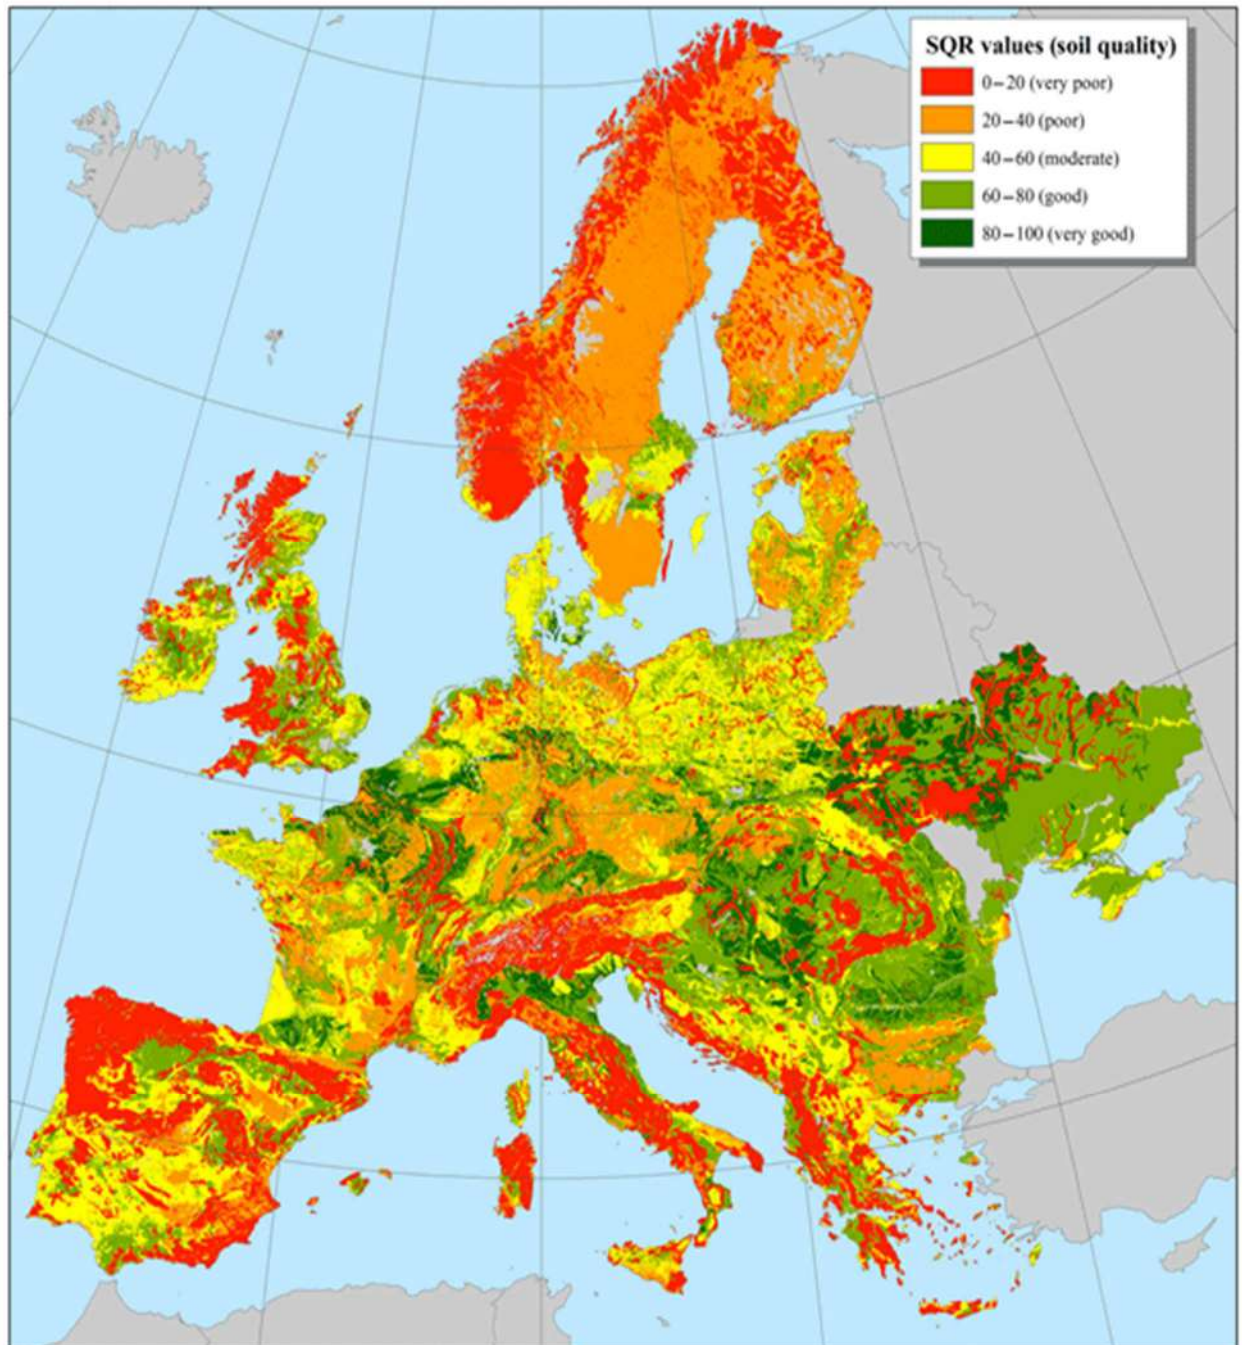 SQR values (soil quality)
0–20 (very poor)
20–40 (poor)
40–60 (moderate)
60–80 (good)
80–100 (very good)